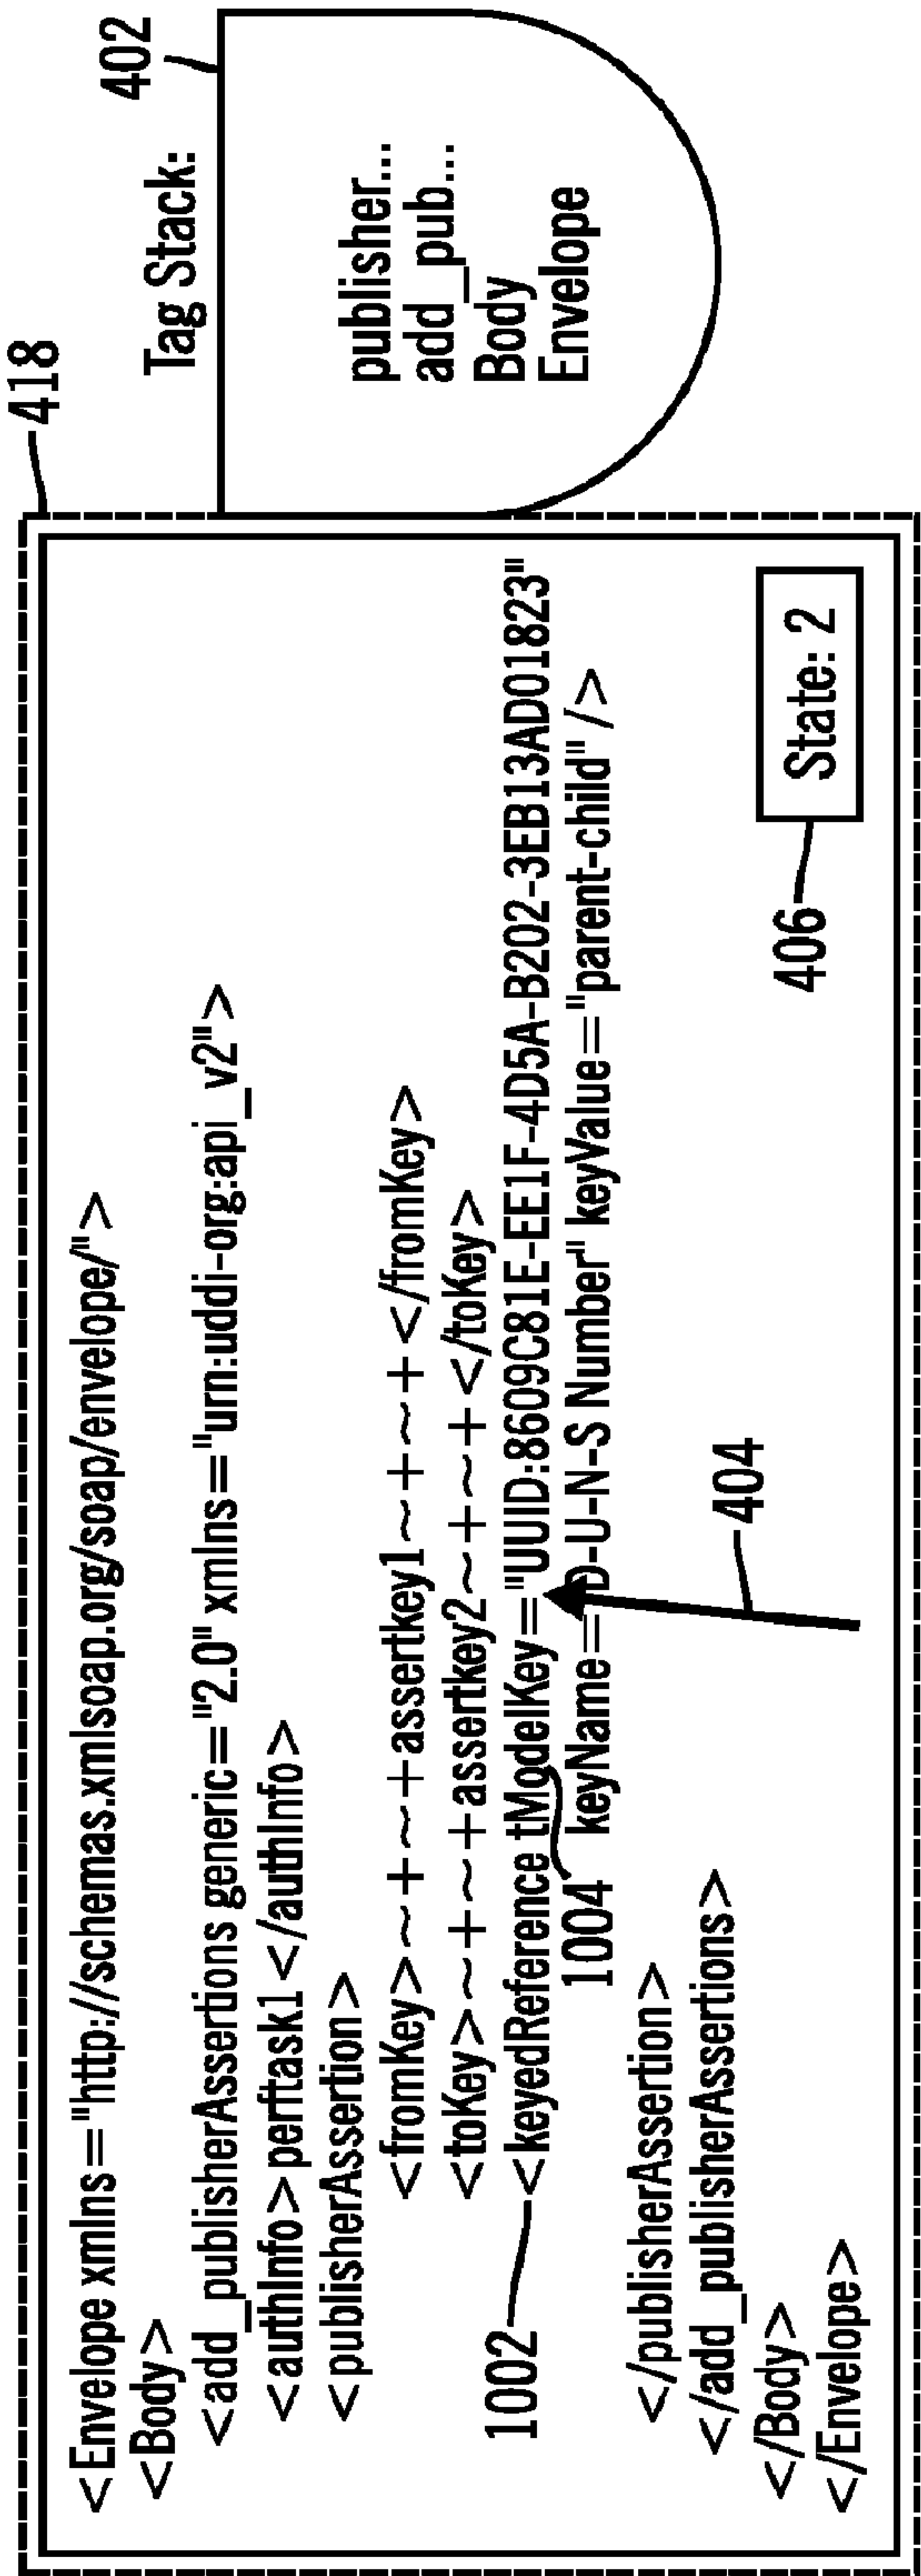 418
<Envelope xmlns="http://schemas.xmlsoap.org/soap/envelope/">
<Body>
<add_publisherAssertions generic="2.0" xmlns="urn:uddi-org:api_v2">
<authInfo>perftask1</authInfo>
<publisherAssertion>
<fromKey>~+~+~+assertkey1~+~+~+</fromKey>
<toKey>~+~+~+assertkey2~+~+~+</toKey>
1002
<keyedReference tModelKey="UUID:8609C81E-EE1F-4D5A-B202-3EB13AD01823"
1004
keyName="D-U-N-S Number" keyValue="parent-child"/>
</publisherAssertion>
</add_publisherAssertions>
</Body>
</Envelope>
404
406
State: 2
Tag Stack:
402
publisher...
add_pub...
Body
Envelope